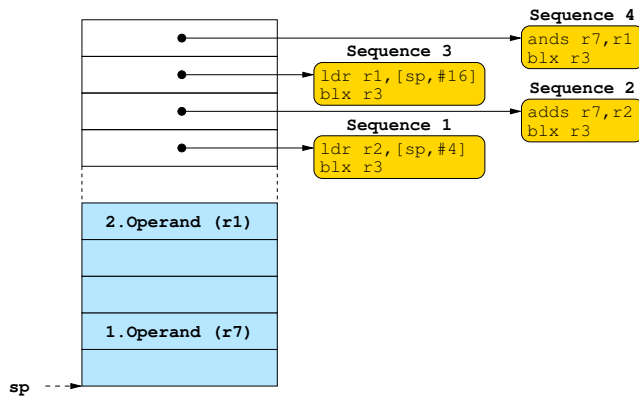 Sequence 4
ands r7,r1
blx r3
Sequence 3
ldr r1,[sp,#16]
blx r3
Sequence 2
adds r7,r2
blx r3
Sequence 1
ldr r2,[sp,#4]
blx r3
2.Operand (r1)
1.Operand (r7)
sp